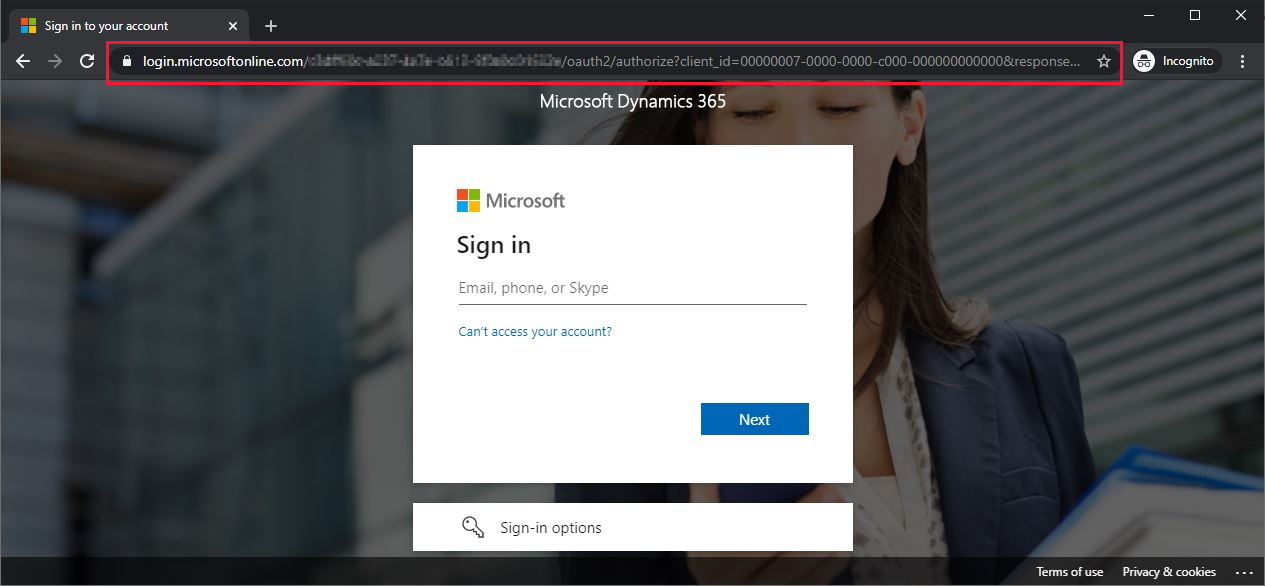 Sign in to your account
login.microsoftonline.com/ /oauth2/authorize?client_id=00000007-0000-0000-c000-000000000000&response...
Incognito
Microsoft Dynamics 365
Microsoft
Sign in
Email, phone, or Skype
Can't access your account?
Next
Sign-in options
Terms of use Privacy & cookies ...